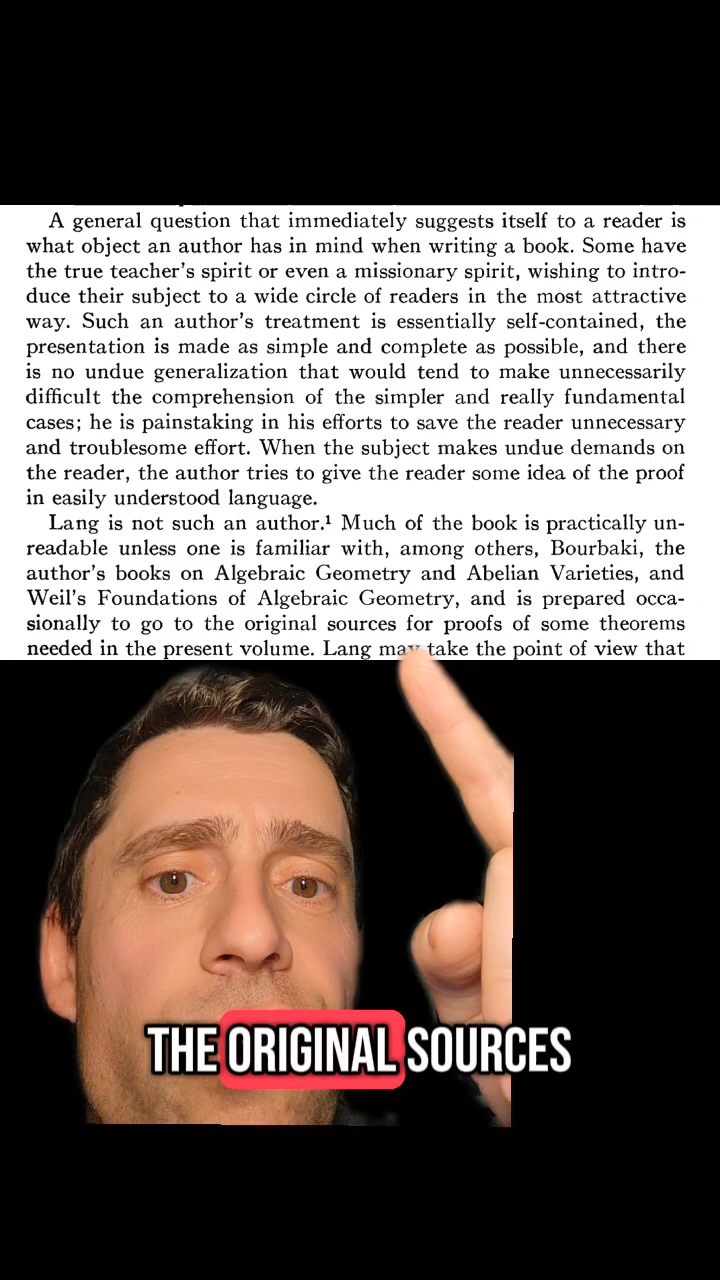 A general question that immediately suggests itself to a reader is
what object an author has in mind when writing a book. Some have
the true teacher's spirit or even a missionary spirit, wishing to intro-
duce their subject to a wide circle of readers in the most attractive
way. Such an author's treatment is essentially self-contained, the
presentation is made as simple and complete as possible, and there
is no undue generalization that would tend to make unnecessarily
difficult the comprehension of the simpler and really fundamental
cases; he is painstaking in his efforts to save the reader unnecessary
and troublesome effort. When the subject makes undue demands on
the reader, the author tries to give the reader some idea of the proof
in easily understood language.
Lang is not such an author.¹ Much of the book is practically un-
readable unless one is familiar with, among others, Bourbaki, the
author's books on Algebraic Geometry and Abelian Varieties, and
Weil's Foundations of Algebraic Geometry, and is prepared occa-
sionally to go to the original sources for proofs of some theorems
needed in the present volume. Lang may take the point of view that
THE ORIGINAL SOURCES